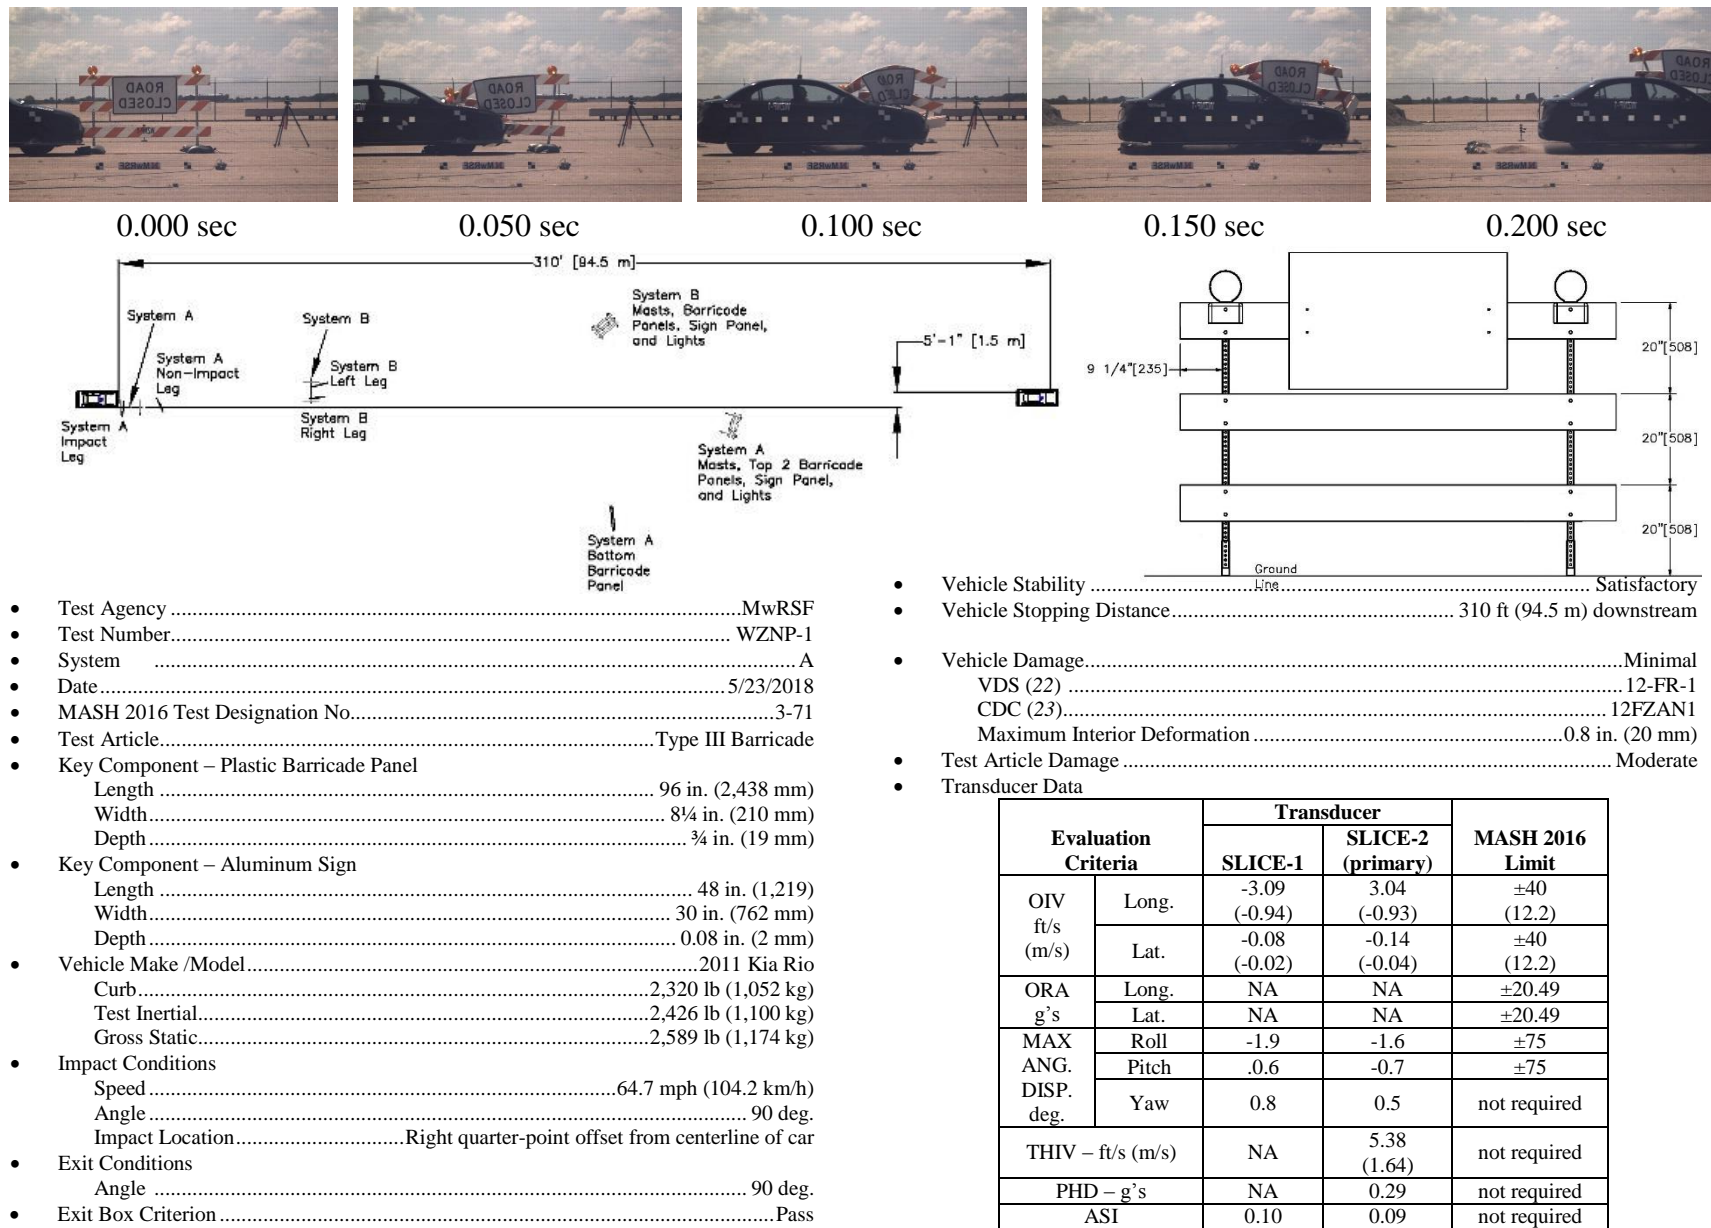 ROAD
CLOSED
ROAD
CLOSED
ROAD
ROAD
CLOSED
ROAD
CLOSED
0.000 sec
0.050 sec
0.100 sec
0.150 sec
0.200 sec
310' [94.5 m]
System A
System B
System A
Non-Impact
Leg
System B
Left Leg
System B
Masts, Barricade
Panels, Sign Panel,
and Lights
5'-1" [1.5 m]
System A
Impact
Leg
System B
Right Leg
System A
Masts, Top 2 Barricade
Panels, Sign Panel,
and Lights
System A
Bottom
Barricade
Panel
9 1/4"[235]
20"[508]
20"[508]
20"[508]
Ground
Line
• Test Agency ..... MwRSF
• Test Number..... WZNP-1
• System ..... A
• Date ..... 5/23/2018
• MASH 2016 Test Designation No..... 3-71
• Test Article..... Type III Barricade
• Key Component – Plastic Barricade Panel
Length ..... 96 in. (2,438 mm)
Width..... 8¼ in. (210 mm)
Depth ..... ¾ in. (19 mm)
• Key Component – Aluminum Sign
Length ..... 48 in. (1,219)
Width..... 30 in. (762 mm)
Depth ..... 0.08 in. (2 mm)
• Vehicle Make /Model..... 2011 Kia Rio
Curb..... 2,320 lb (1,052 kg)
Test Inertial..... 2,426 lb (1,100 kg)
Gross Static..... 2,589 lb (1,174 kg)
• Impact Conditions
Speed ..... 64.7 mph (104.2 km/h)
Angle ..... 90 deg.
Impact Location..... Right quarter-point offset from centerline of car
• Exit Conditions
Angle ..... 90 deg.
• Exit Box Criterion ..... Pass
• Vehicle Stability ..... Satisfactory
• Vehicle Stopping Distance..... 310 ft (94.5 m) downstream
• Vehicle Damage..... Minimal
VDS (22) ..... 12-FR-1
CDC (23)..... 12FZAN1
Maximum Interior Deformation ..... 0.8 in. (20 mm)
• Test Article Damage ..... Moderate
• Transducer Data
Evaluation Criteria Transducer MASH 2016 Limit
SLICE-1 SLICE-2 (primary)
OIV ft/s (m/s) Long. -3.09 (-0.94) 3.04 (-0.93) ±40 (12.2)
Lat. -0.08 (-0.02) -0.14 (-0.04) ±40 (12.2)
ORA g's Long. NA NA ±20.49
Lat. NA NA ±20.49
MAX ANG. DISP. deg. Roll -1.9 -1.6 ±75
Pitch .0.6 -0.7 ±75
Yaw 0.8 0.5 not required
THIV – ft/s (m/s) NA 5.38 (1.64) not required
PHD – g's NA 0.29 not required
ASI 0.10 0.09 not required